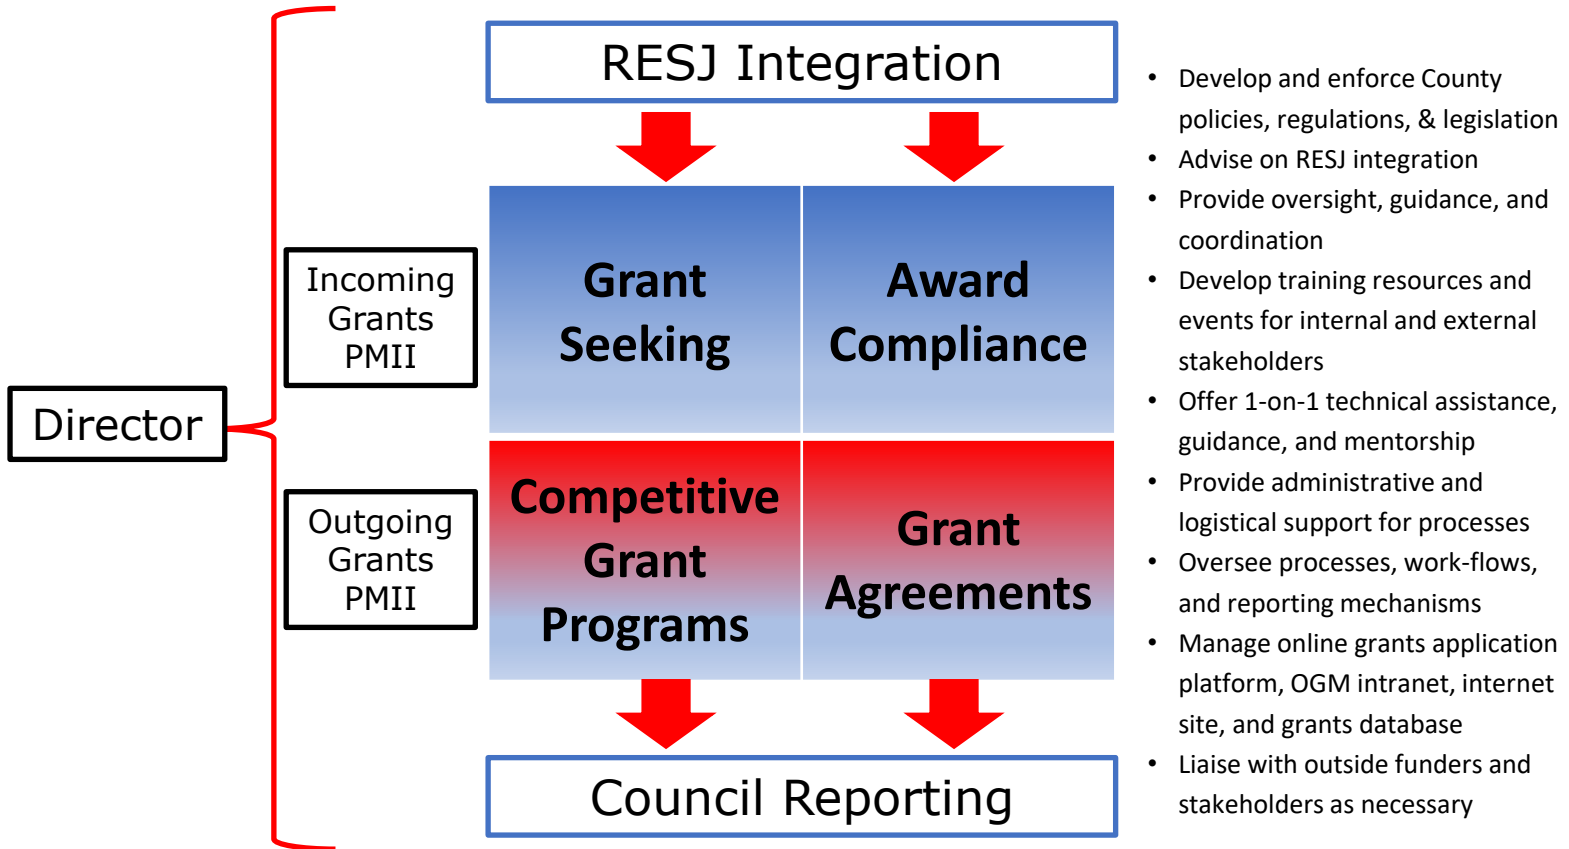 Director
Incoming
Grants
PMII
Outgoing
Grants
PMII
RESJ Integration
Grant
Seeking
Award
Compliance
Competitive
Grant
Programs
Grant
Agreements
Council Reporting
• Develop and enforce County
policies, regulations, & legislation
• Advise on RESJ integration
• Provide oversight, guidance, and
coordination
• Develop training resources and
events for internal and external
stakeholders
• Offer 1-on-1 technical assistance,
guidance, and mentorship
• Provide administrative and
logistical support for processes
• Oversee processes, work-flows,
and reporting mechanisms
• Manage online grants application
platform, OGM intranet, internet
site, and grants database
• Liaise with outside funders and
stakeholders as necessary